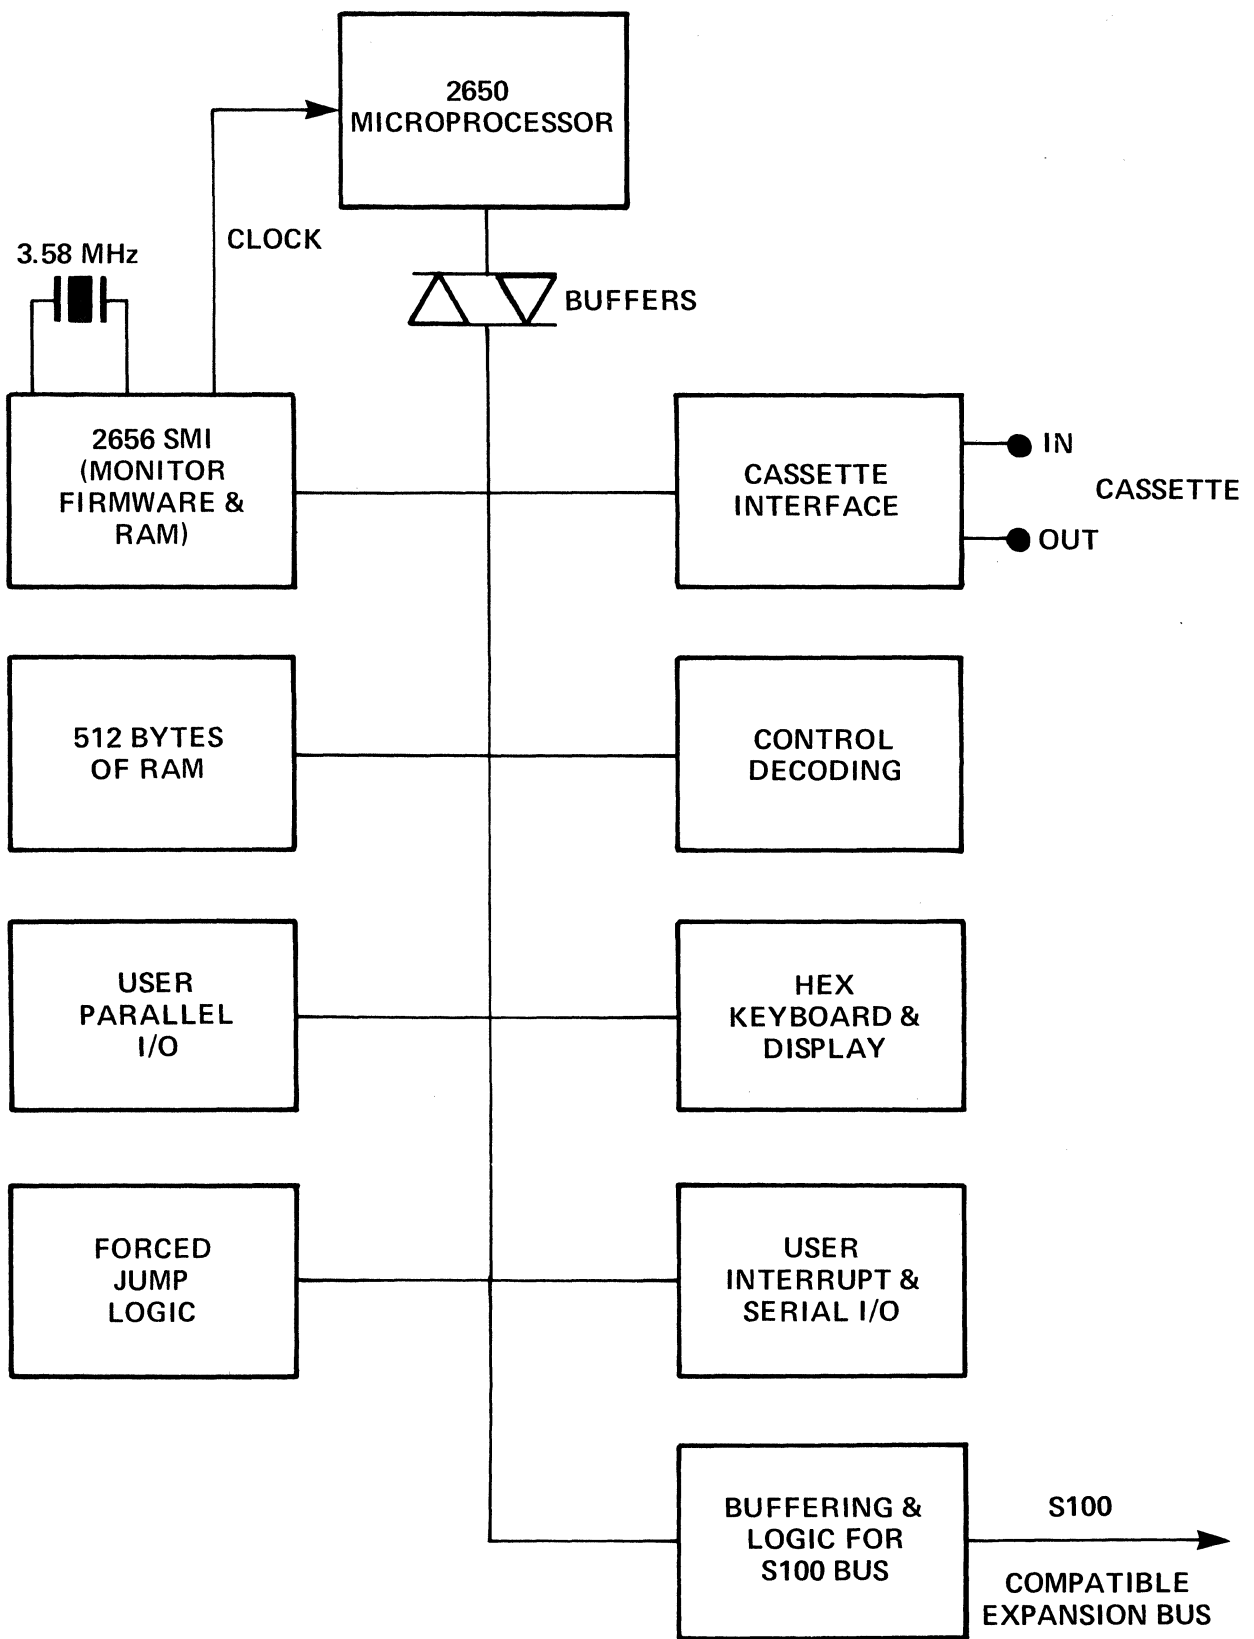 2650
MICROPROCESSOR
CLOCK
3.58 MHz
BUFFERS
2656 SMI
(MONITOR
FIRMWARE &
RAM)
CASSETTE
INTERFACE
IN
CASSETTE
OUT
512 BYTES
OF RAM
CONTROL
DECODING
USER
PARALLEL
I/O
HEX
KEYBOARD &
DISPLAY
FORCED
JUMP
LOGIC
USER
INTERRUPT &
SERIAL I/O
BUFFERING &
LOGIC FOR
S100 BUS
S100
COMPATIBLE
EXPANSION BUS